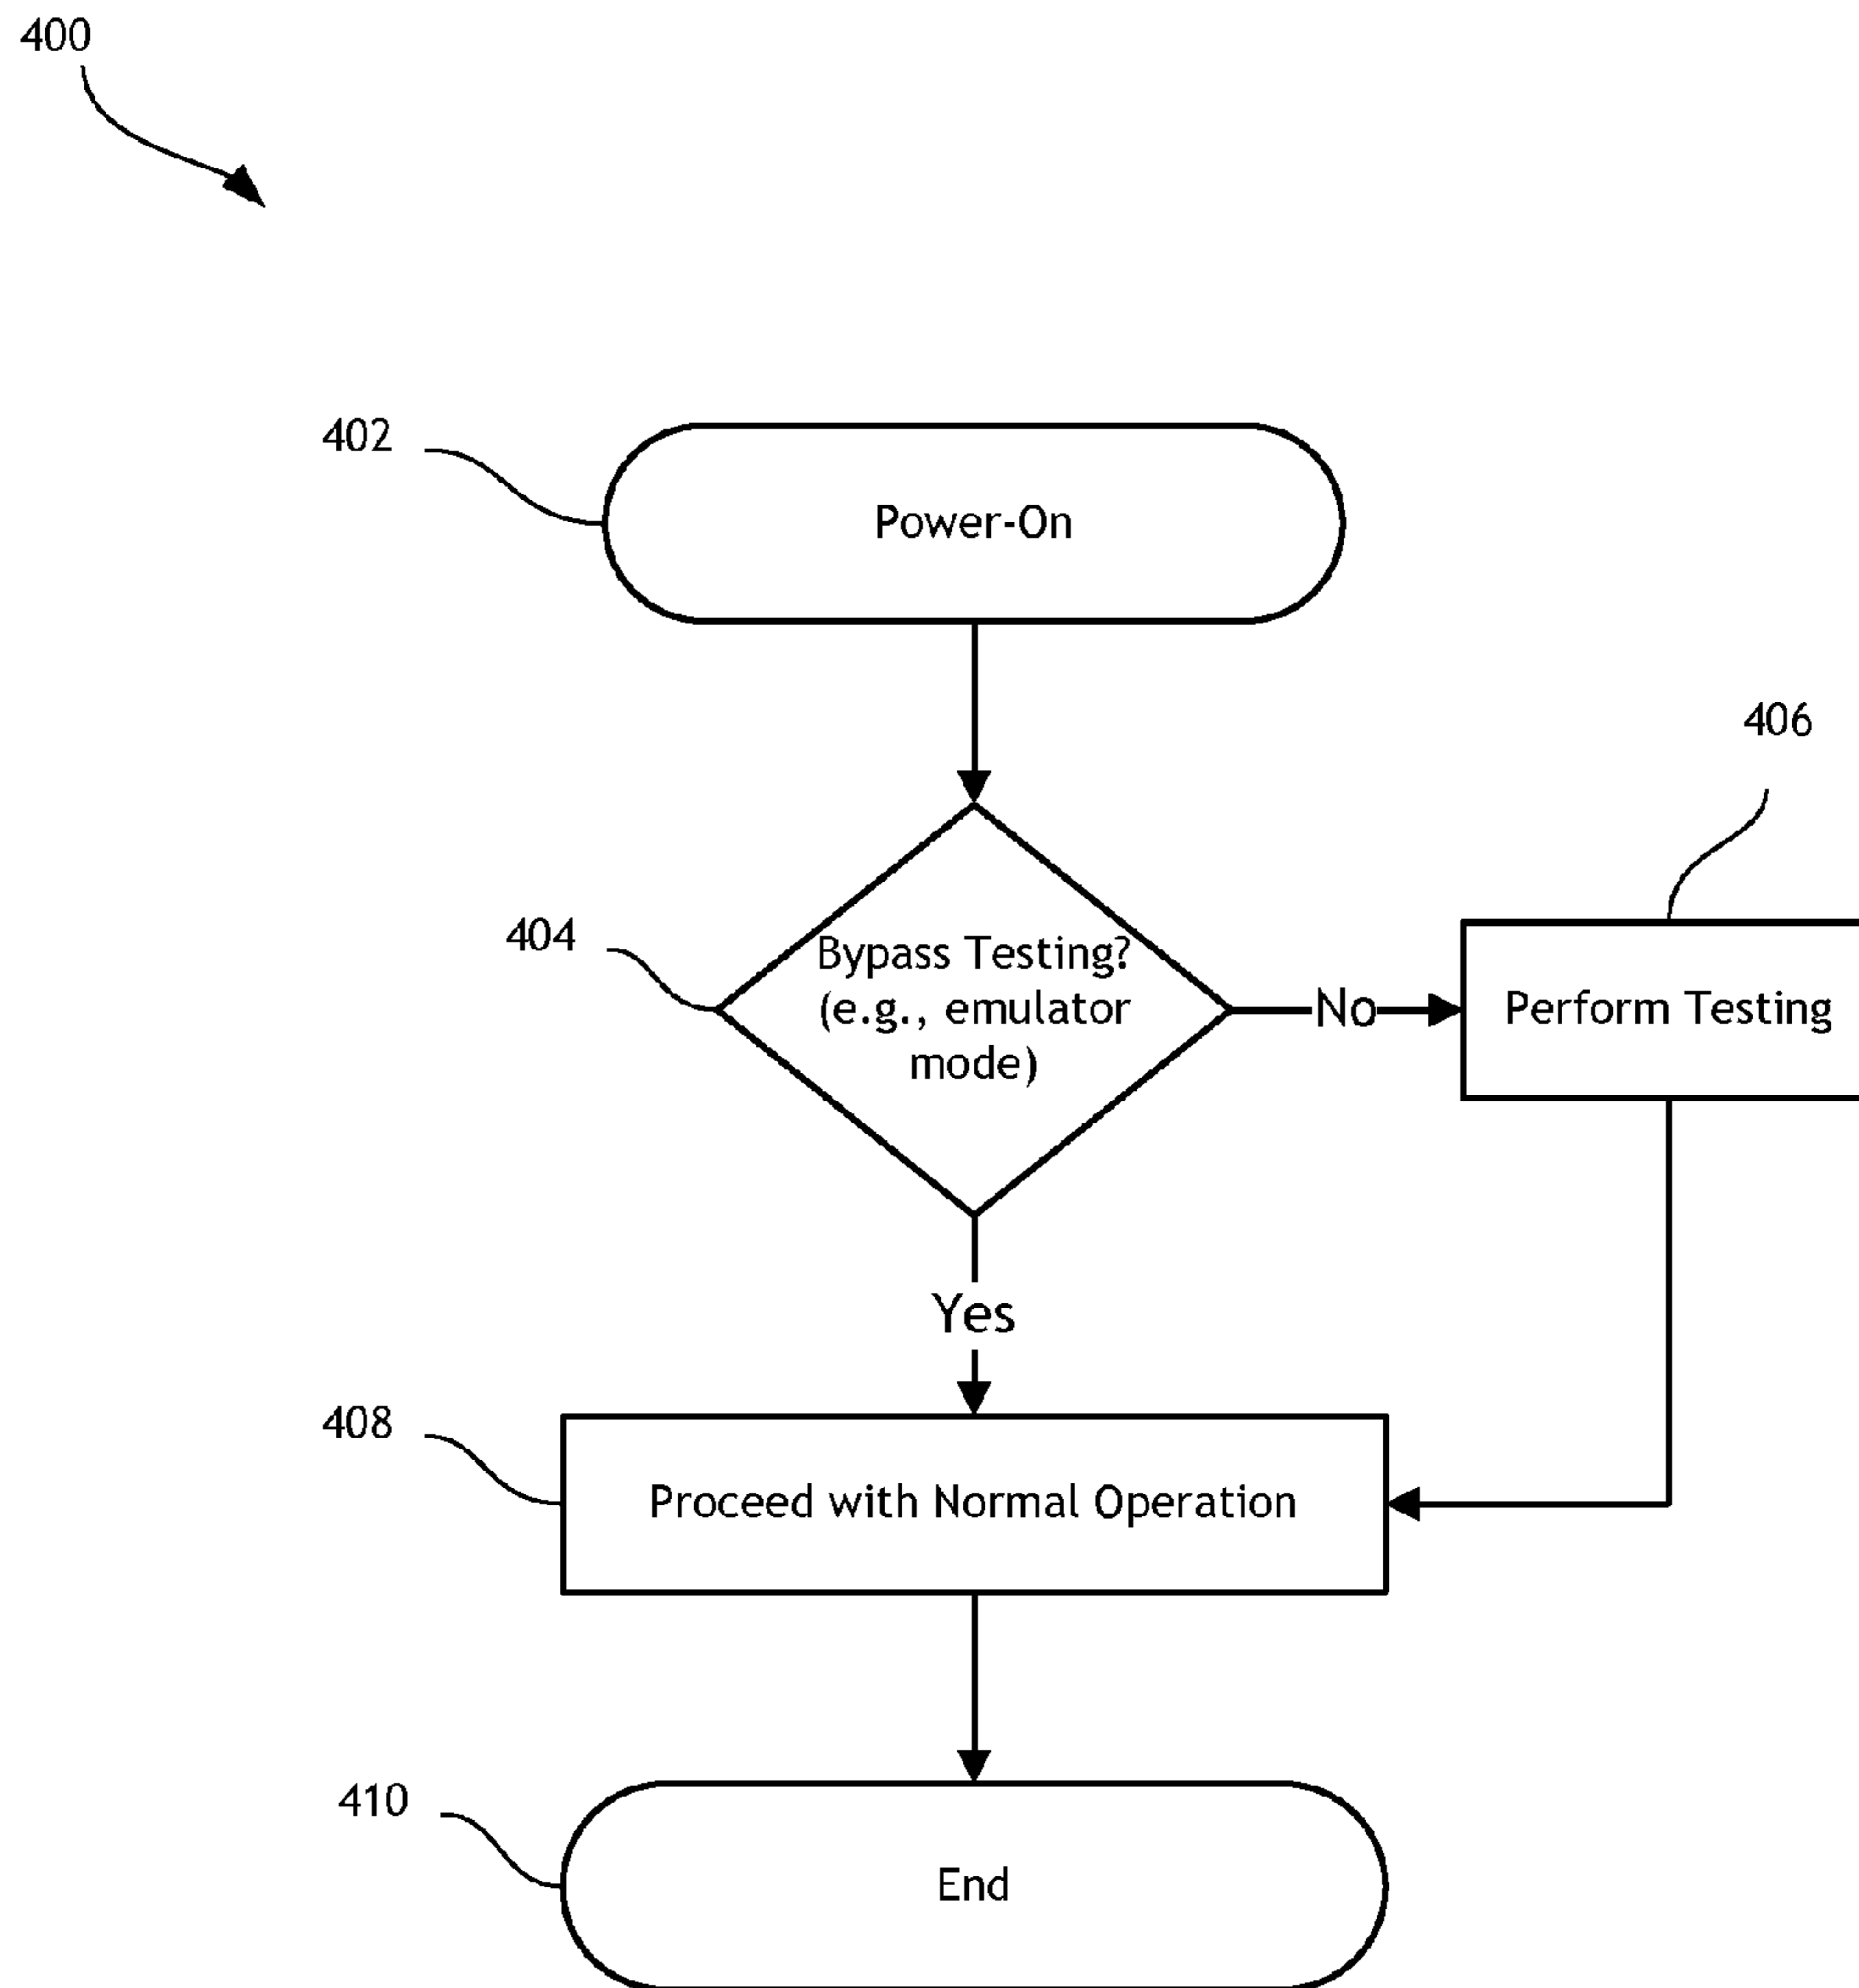 400
402
Power-On
406
404
Bypass Testing?
(e.g., emulator
mode)
No
Perform Testing
Yes
408
Proceed with Normal Operation
410
End